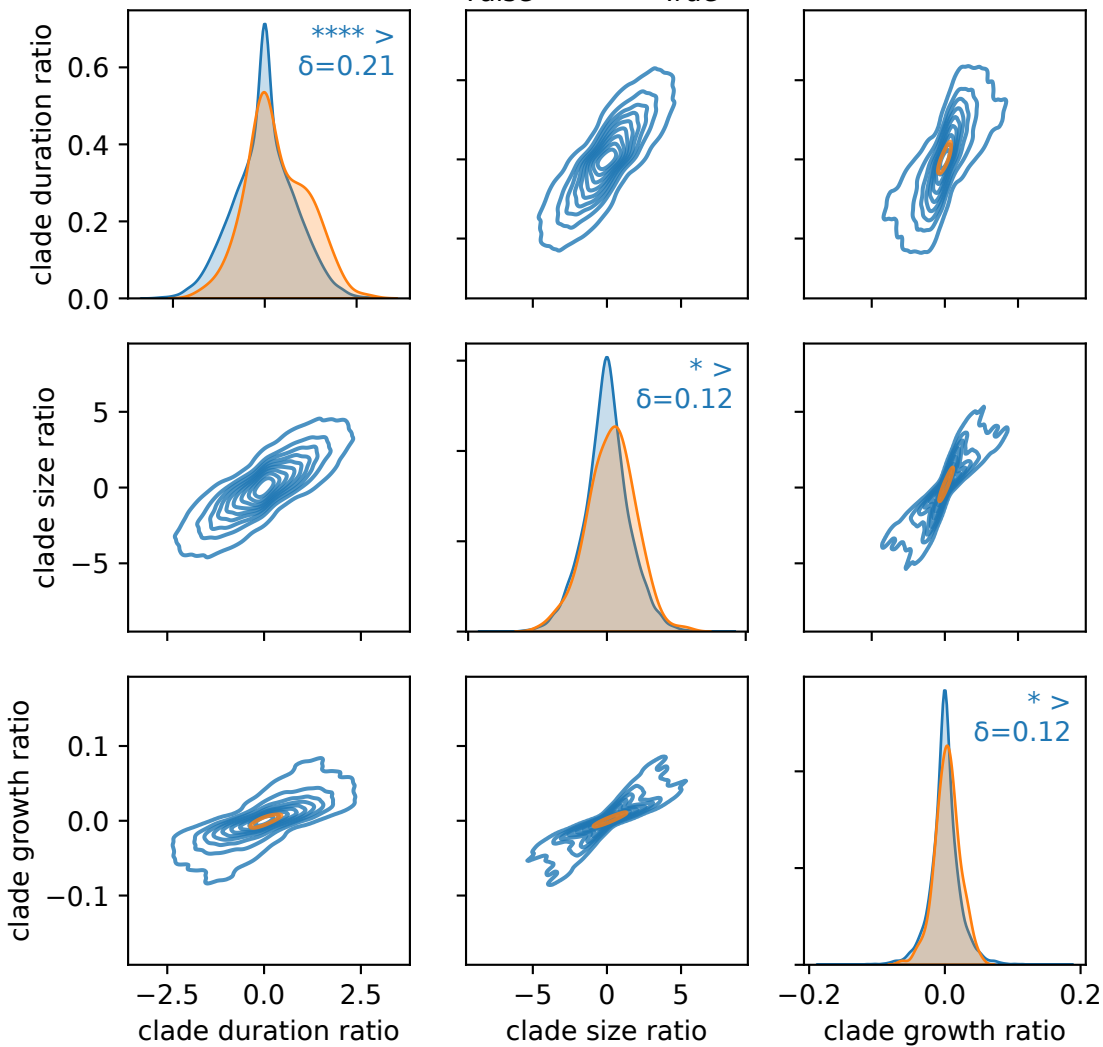 clade duration ratio
0.6
0.4
0.2
0.0
**** >
δ=0.21
clade size ratio
5
0
−5
* >
δ=0.12
clade growth ratio
0.1
0.0
−0.1
* >
δ=0.12
−2.5 0.0 2.5
−5 0 5
−0.2 0.0 0.2
clade duration ratio
clade size ratio
clade growth ratio